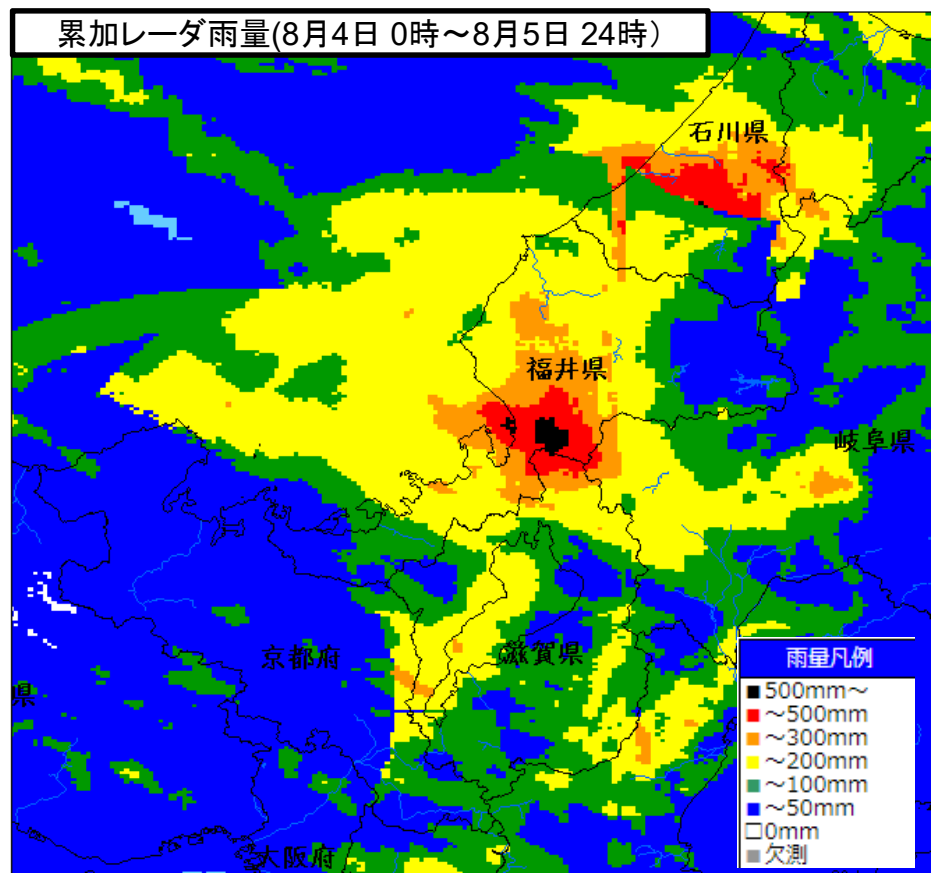 累加レーダ雨量(8月4日 0時～8月5日 24時）
石川県
福井県
岐阜県
京都府
滋賀県
県
大阪府
雨量凡例
500mm～
～500mm
～300mm
～200mm
～100mm
～50mm
0mm
欠測